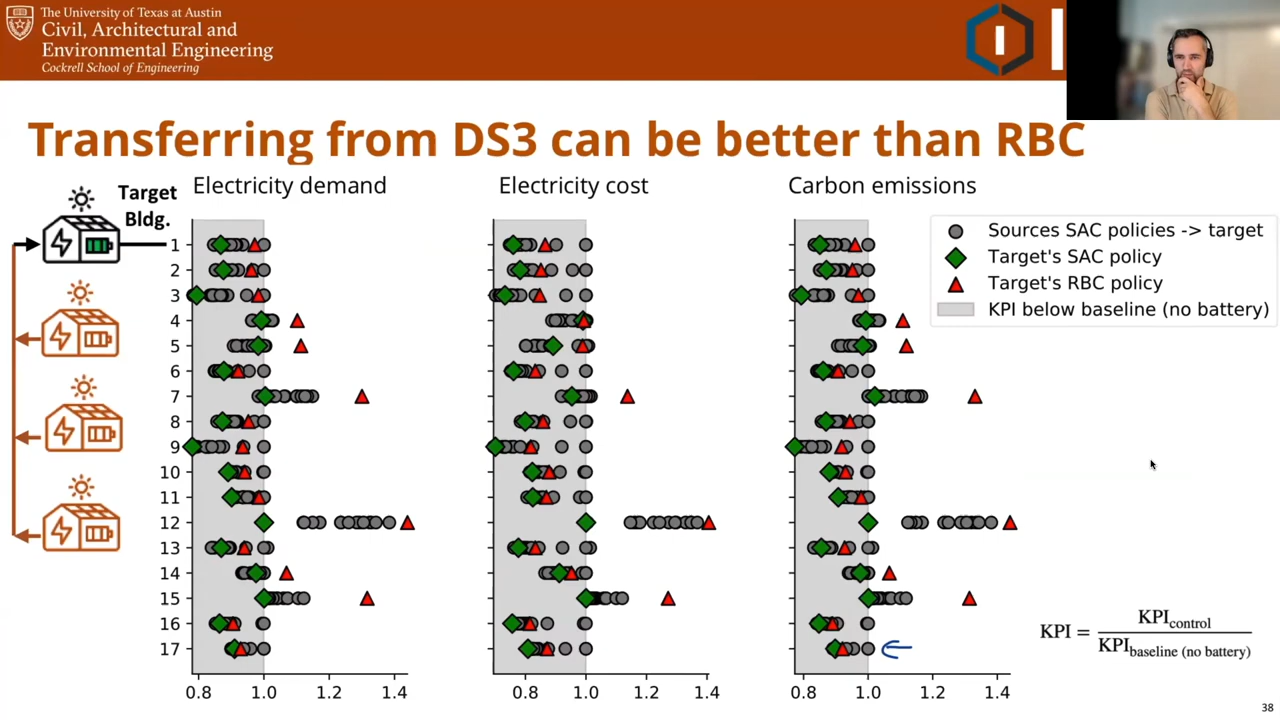 The University of Texas at Austin
Civil, Architectural and
Environmental Engineering
Cockrell School of Engineering
Transferring from DS3 can be better than RBC
Target
Bldg.
Electricity demand
Electricity cost
Carbon emissions
1
2
3
4
5
6
7
8
9
10
11
12
13
14
15
16
17
0.8 1.0 1.2 1.4
0.8 1.0 1.2 1.4
0.8 1.0 1.2 1.4
Sources SAC policies -> target
Target's SAC policy
Target's RBC policy
KPI below baseline (no battery)
KPI = KPIcontrol
KPIbaseline (no battery)
38